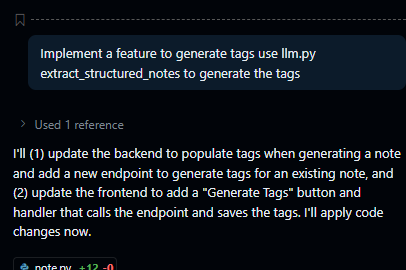 Implement a feature to generate tags use llm.py
extract_structured_notes to generate the tags
Used 1 reference
I'll (1) update the backend to populate tags when generating a note
and add a new endpoint to generate tags for an existing note, and
(2) update the frontend to add a "Generate Tags" button and
handler that calls the endpoint and saves the tags. I'll apply code
changes now.
note.py +12 -0